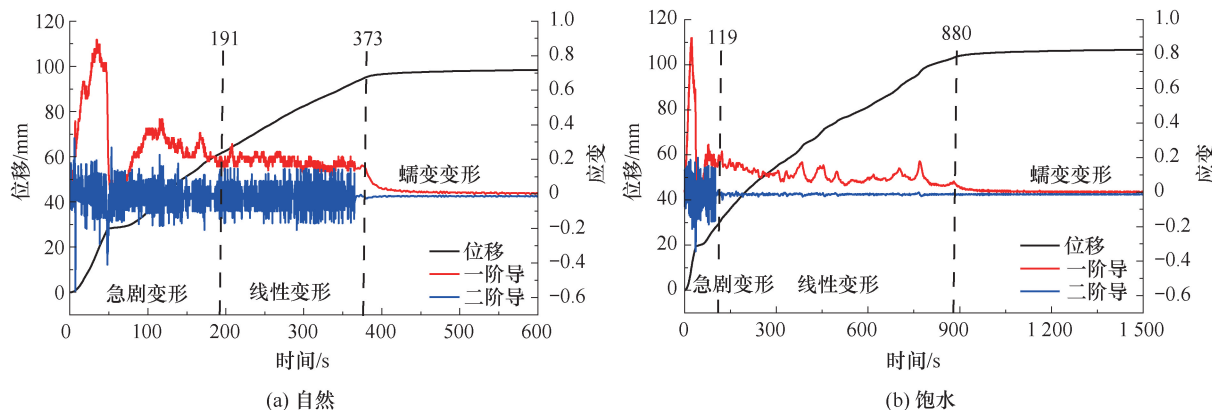 120
100
80
60
40
20
0
位移/mm
1.0
0.8
0.6
0.4
0.2
0
−0.2
−0.4
−0.6
应变
191
373
蠕变变形
位移
一阶导
二阶导
急剧变形
线性变形
0
100
200
300
400
500
600
时间/s
(a) 自然
120
100
80
60
40
20
0
位移/mm
1.0
0.8
0.6
0.4
0.2
0
−0.2
−0.4
−0.6
应变
119
880
蠕变变形
位移
一阶导
二阶导
急剧变形
线性变形
0
300
600
900
1 200
1 500
时间/s
(b) 饱水